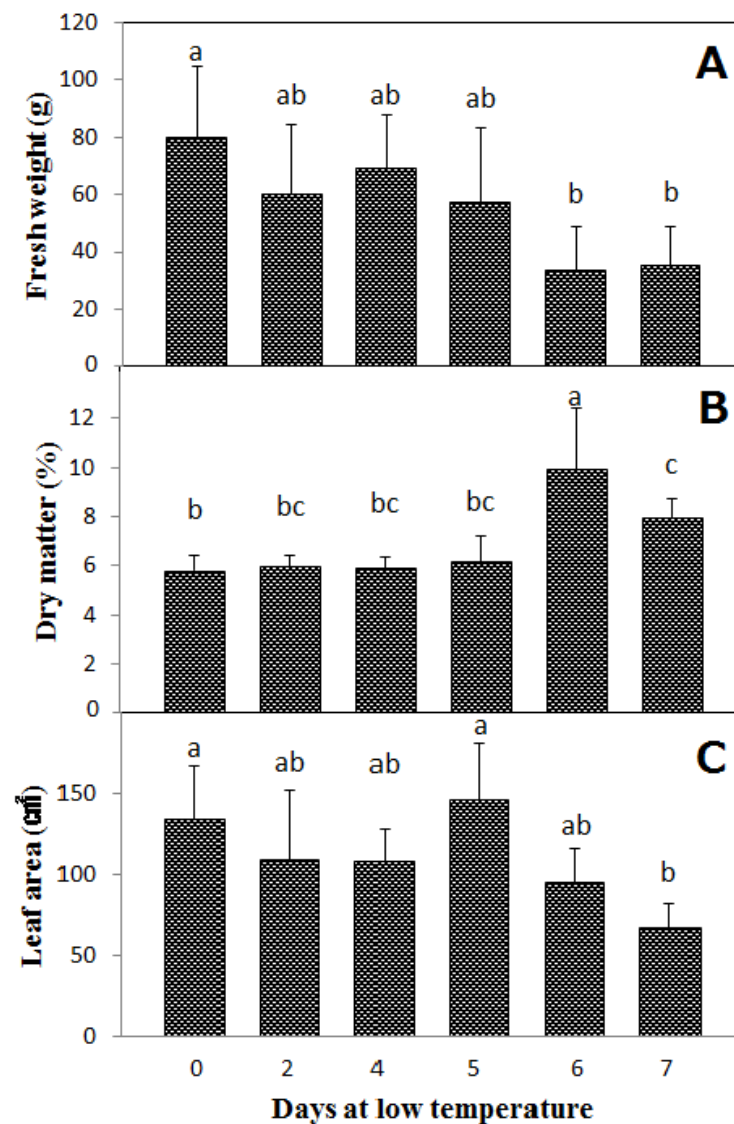 120
100
80
60
40
20
0
Fresh weight (g)
A
a
ab
ab
ab
b
b
12
10
8
6
4
2
0
Dry matter (%)
B
b
bc
bc
bc
a
c
150
100
50
0
Leaf area (㎠)
C
a
ab
ab
a
ab
b
0 2 4 5 6 7
Days at low temperature